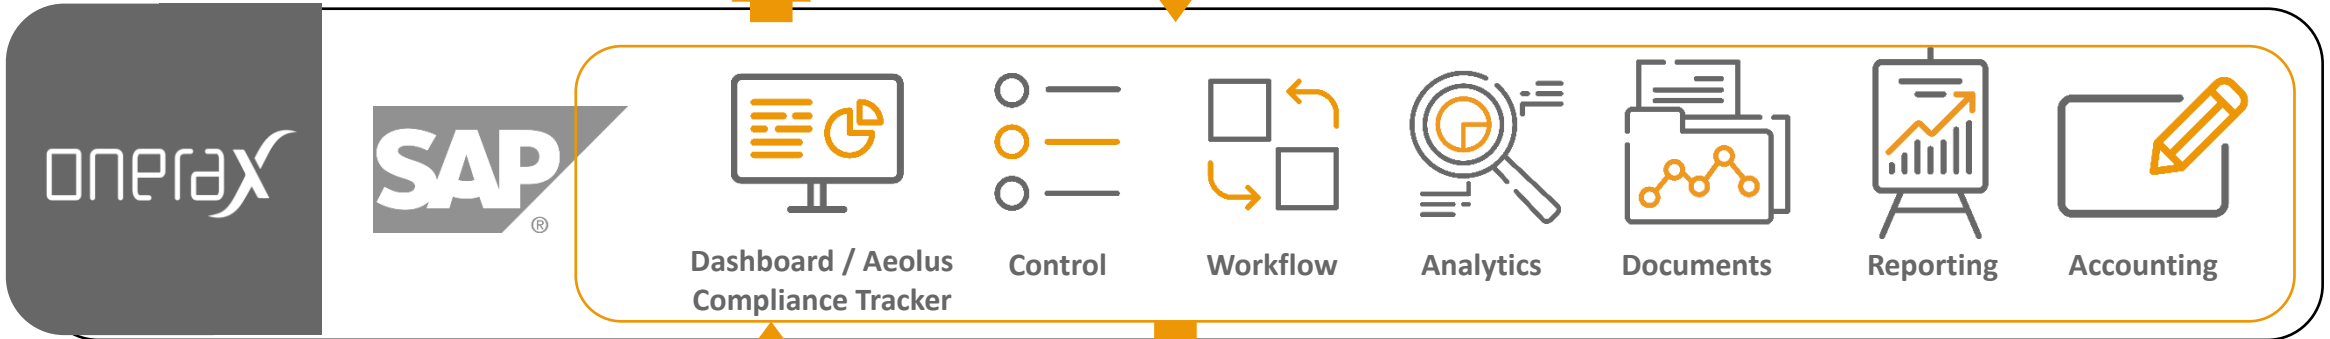 onerax
SAP
®
Dashboard / Aeolus
Compliance Tracker
Control
Workflow
Analytics
Documents
Reporting
Accounting